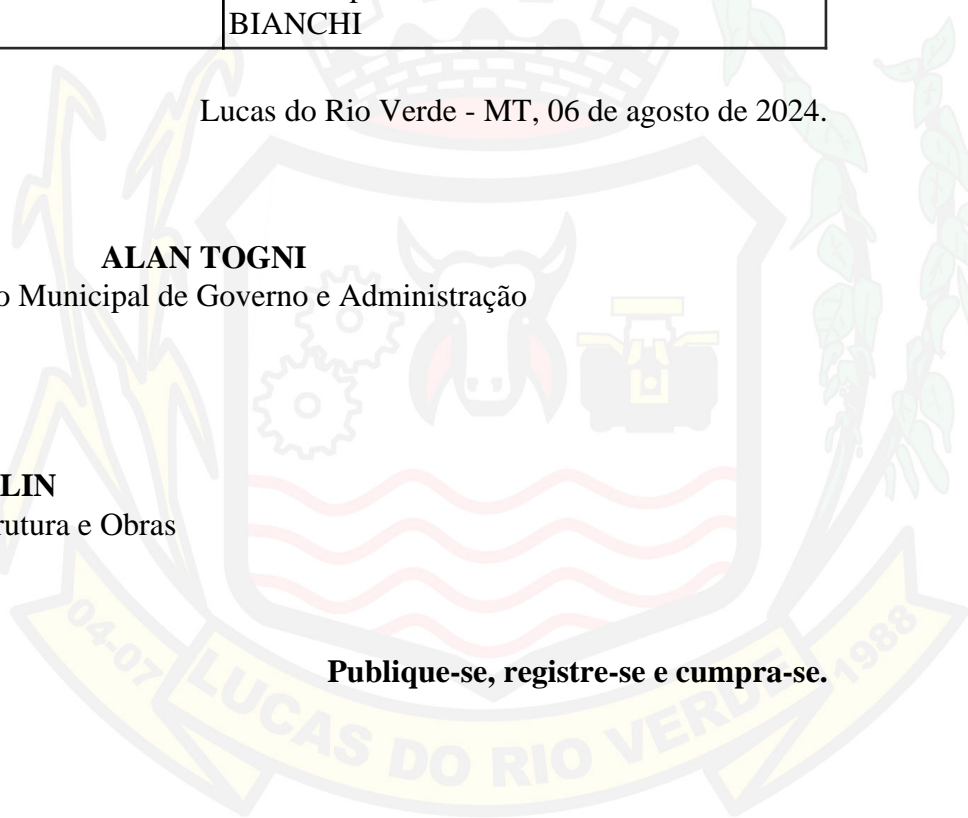 BIANCHI
Lucas do Rio Verde - MT, 06 de agosto de 2024.
ALAN TOGNI
o Municipal de Governo e Administração
LIN
rutura e Obras
Publique-se, registre-se e cumpra-se.
04-07 LUCAS DO RIO VERDE 1988